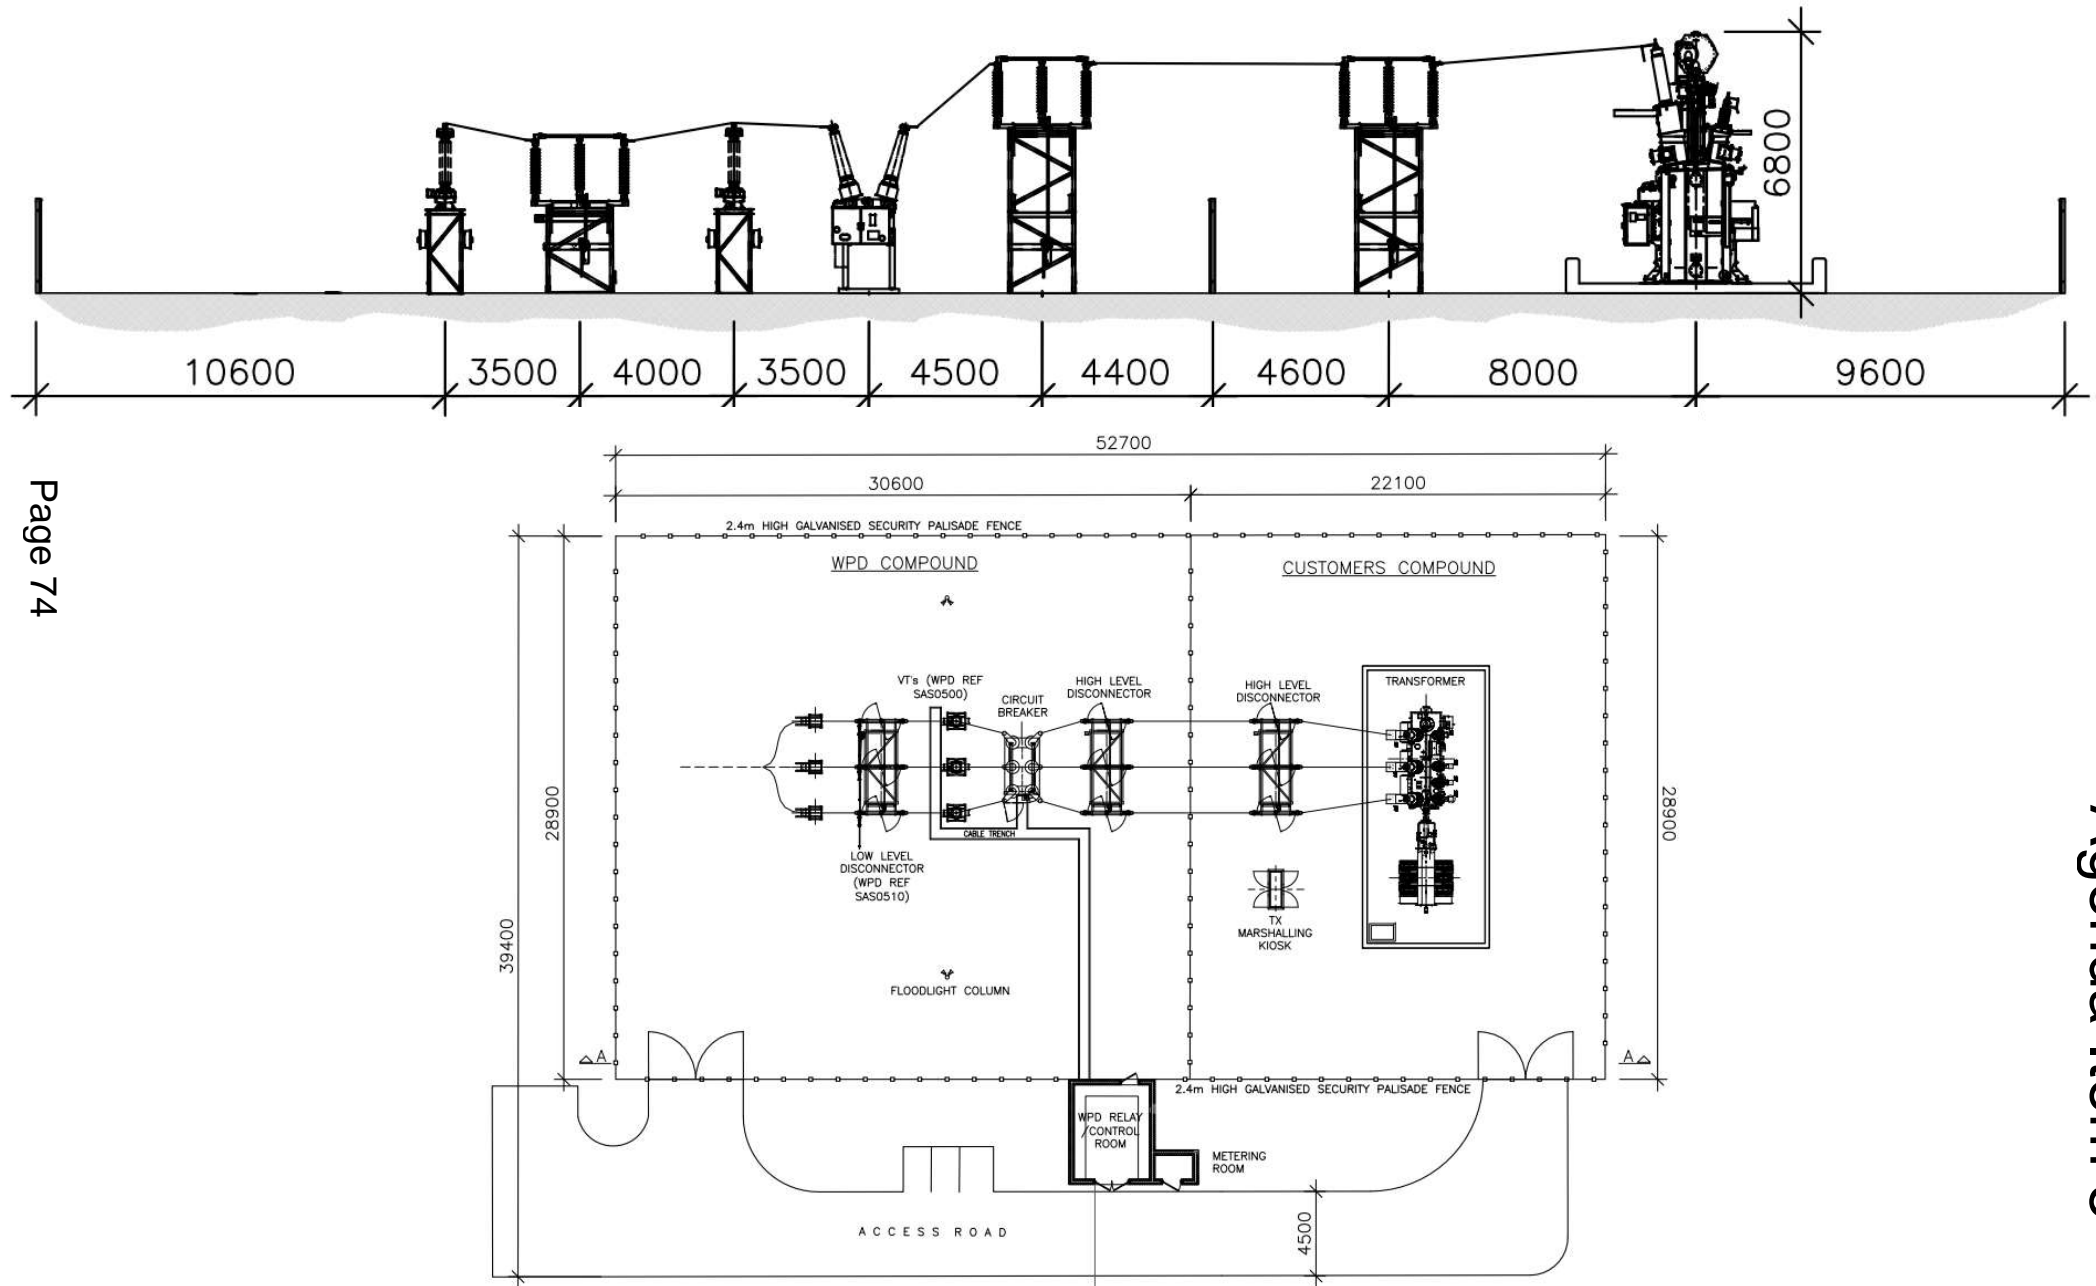 6800
10600 3500 4000 3500 4500 4400 4600 8000 9600
Page 74
52700
30600 22100
2.4m HIGH GALVANISED SECURITY PALISADE FENCE
WPD COMPOUND
CUSTOMERS COMPOUND
VT's (WPD REF
SAS0500)
CIRCUIT
BREAKER
HIGH LEVEL
DISCONNECTOR
HIGH LEVEL
DISCONNECTOR
TRANSFORMER
28900
28900
39400
CABLE TRENCH
LOW LEVEL
DISCONNECTOR
(WPD REF
SAS0510)
TX
MARSHALLING
KIOSK
FLOODLIGHT COLUMN
A
A
2.4m HIGH GALVANISED SECURITY PALISADE FENCE
WPD RELAY
/CONTROL
ROOM
METERING
ROOM
ACCESS ROAD
4500